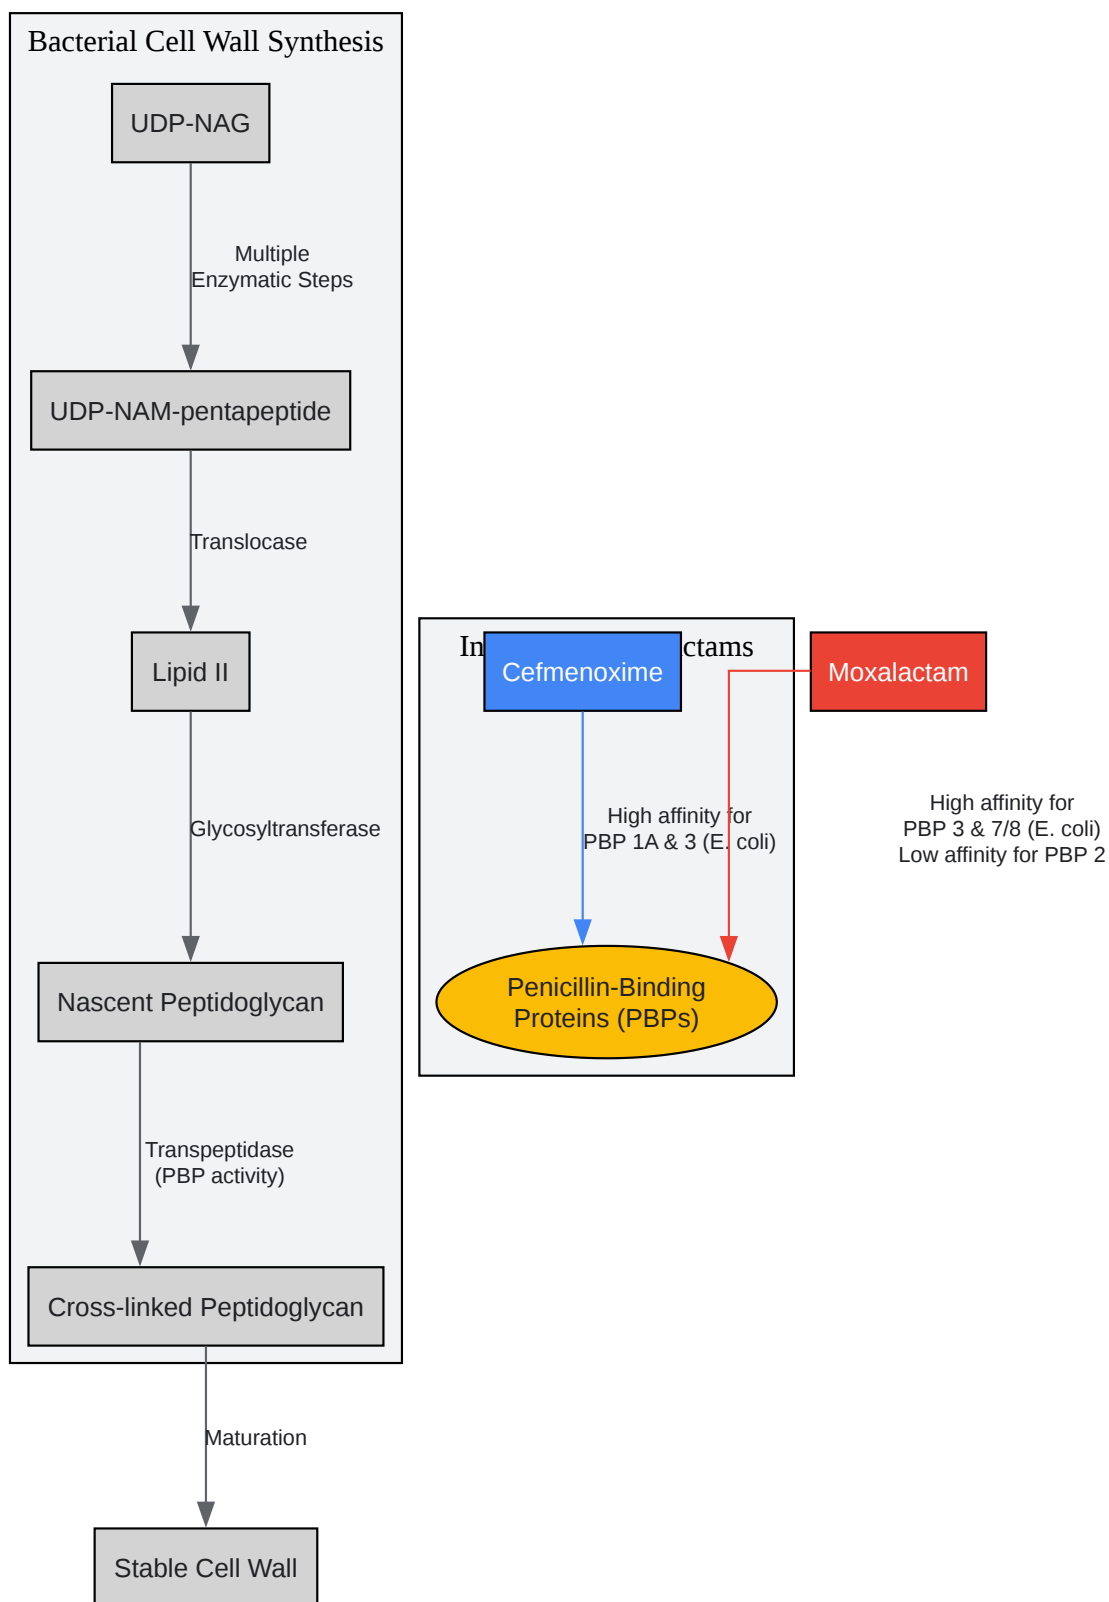 Bacterial Cell Wall Synthesis
UDP-NAG
Multiple
Enzymatic Steps
UDP-NAM-pentapeptide
Translocase
Lipid II
Glycosyltransferase
Nascent Peptidoglycan
Transpeptidase
(PBP activity)
Cross-linked Peptidoglycan
Maturation
Stable Cell Wall
Cefmenoxime
Moxalactam
High affinity for
PBP 1A & 3 (E. coli)
High affinity for
PBP 3 & 7/8 (E. coli)
Low affinity for PBP 2
Penicillin-Binding
Proteins (PBPs)